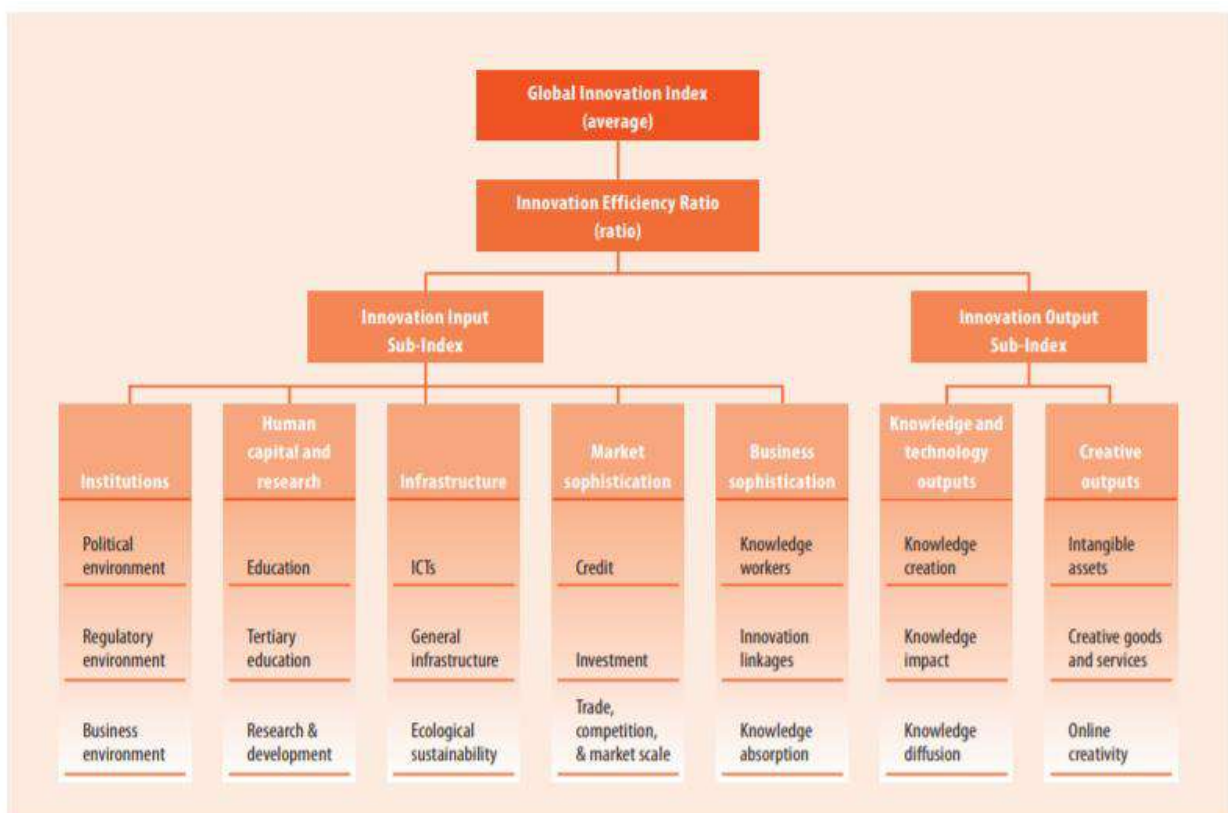 Global Innovation Index
(average)
Innovation Efficiency Ratio
(ratio)
Innovation Input
Sub-Index
Innovation Output
Sub-Index
Institutions
Human
capital and
research
Infrastructure
Market
sophistication
Business
sophistication
Knowledge and
technology
outputs
Creative
outputs
Political
environment
Education
ICTs
Credit
Knowledge
workers
Knowledge
creation
Intangible
assets
Regulatory
environment
Tertiary
education
General
infrastructure
Investment
Innovation
linkages
Knowledge
impact
Creative goods
and services
Business
environment
Research &
development
Ecological
sustainability
Trade,
competition,
& market scale
Knowledge
absorption
Knowledge
diffusion
Online
creativity